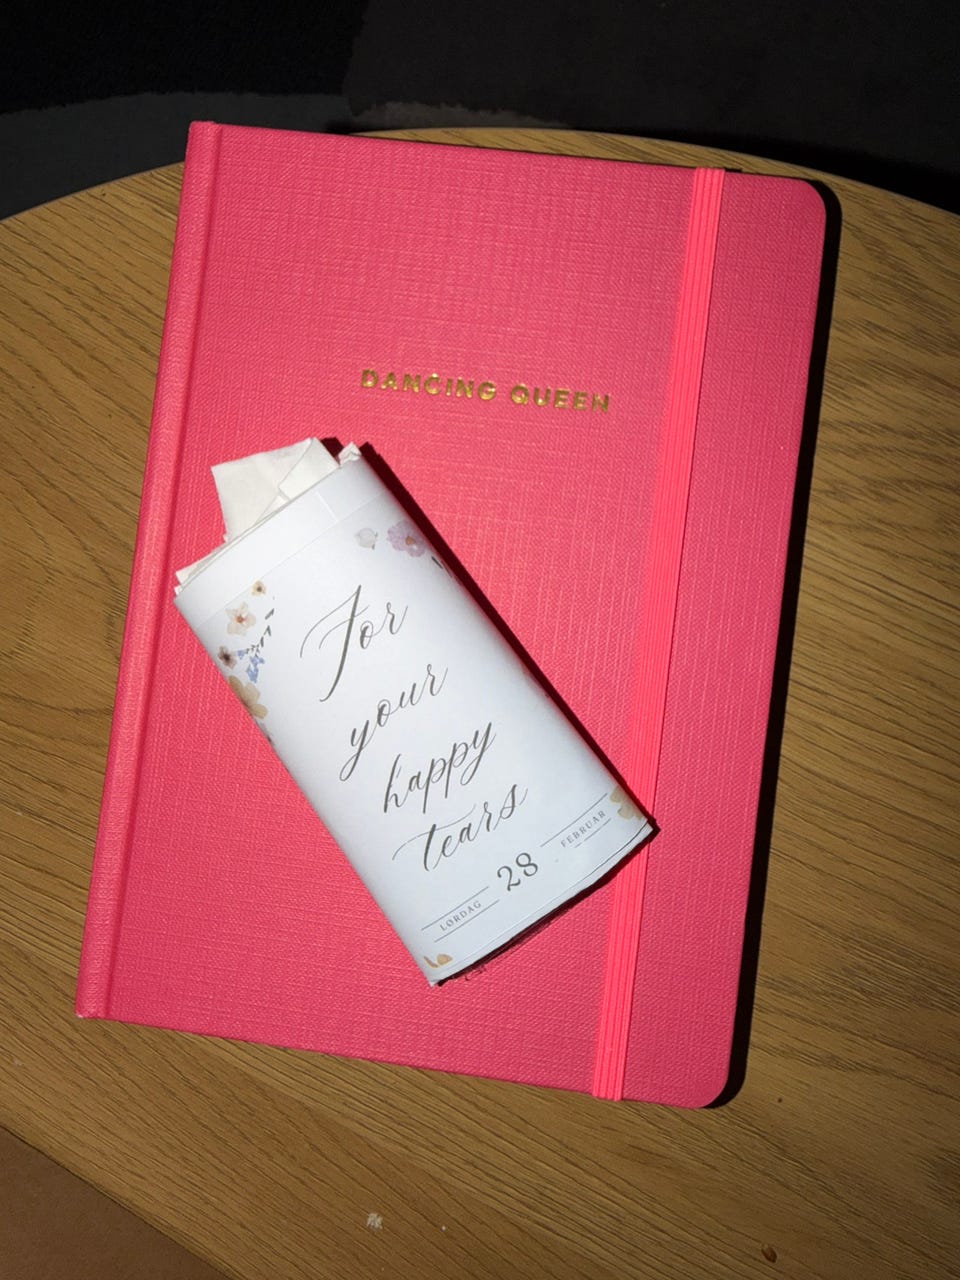 DANCING QUEEN
For
your
happy
tears
LØRDAG 28 FEBRUAR